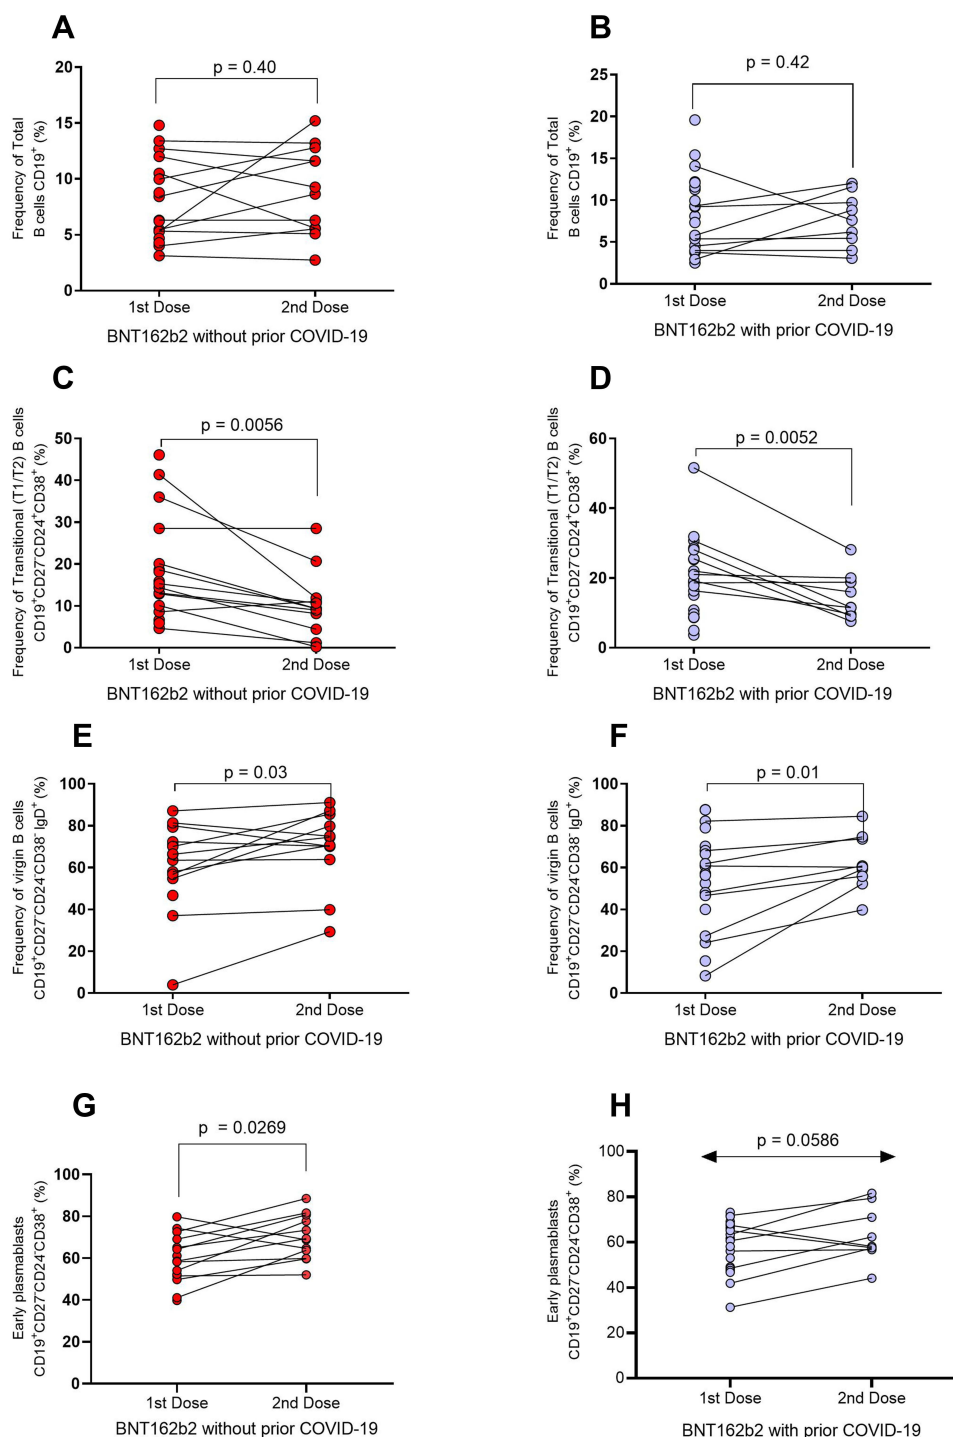 A
p = 0.40
Frequency of Total
B cells CD19⁺ (%)
20
15
10
5
0
1st Dose 2nd Dose
BNT162b2 without prior COVID-19
B
p = 0.42
Frequency of Total
B cells CD19⁺ (%)
25
20
15
10
5
0
1st Dose 2nd Dose
BNT162b2 with prior COVID-19
C
p = 0.0056
Frequency of Transitional (T1/T2) B cells
CD19⁺CD27⁻CD24⁺CD38⁺ (%)
50
40
30
20
10
0
1st Dose 2nd Dose
BNT162b2 without prior COVID-19
D
p = 0.0052
Frequency of Transitional (T1/T2) B cells
CD19⁺CD27⁻CD24⁺CD38⁺ (%)
60
40
20
0
1st Dose 2nd Dose
BNT162b2 with prior COVID-19
E
p = 0.03
Frequency of virgin B cells
CD19⁺CD27⁻CD24⁻CD38⁻IgD⁺ (%)
100
80
60
40
20
0
1st Dose 2nd Dose
BNT162b2 without prior COVID-19
F
p = 0.01
Frequency of virgin B cells
CD19⁺CD27⁻CD24⁻CD38⁻IgD⁺ (%)
100
80
60
40
20
0
1st Dose 2nd Dose
BNT162b2 with prior COVID-19
G
p = 0.0269
Early plasmablasts
CD19⁺CD27⁻CD24⁻CD38⁺ (%)
100
80
60
40
20
0
1st Dose 2nd Dose
BNT162b2 without prior COVID-19
H
p = 0.0586
Early plasmablasts
CD19⁺CD27⁻CD24⁻CD38⁺ (%)
100
80
60
40
20
0
1st Dose 2nd Dose
BNT162b2 with prior COVID-19